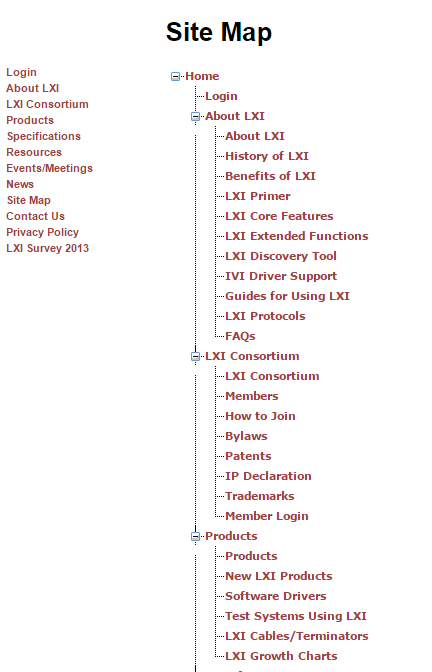 Site Map
Login
About LXI
LXI Consortium
Products
Specifications
Resources
Events/Meetings
News
Site Map
Contact Us
Privacy Policy
LXI Survey 2013
Home
Login
About LXI
About LXI
History of LXI
Benefits of LXI
LXI Primer
LXI Core Features
LXI Extended Functions
LXI Discovery Tool
IVI Driver Support
Guides for Using LXI
LXI Protocols
FAQs
LXI Consortium
LXI Consortium
Members
How to Join
Bylaws
Patents
IP Declaration
Trademarks
Member Login
Products
Products
New LXI Products
Software Drivers
Test Systems Using LXI
LXI Cables/Terminators
LXI Growth Charts